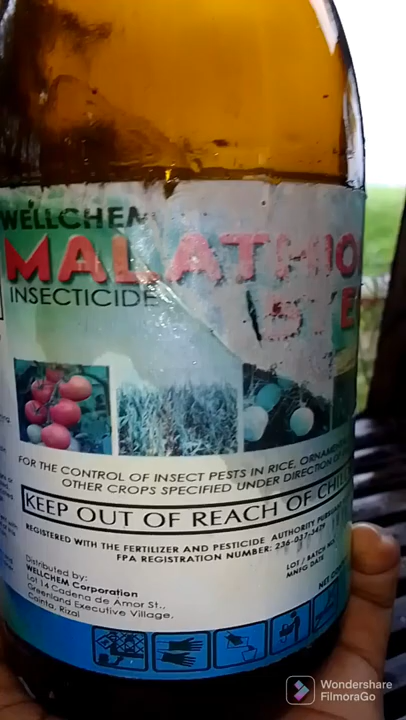 WELLCHEM
MALATHIO
INSECTICIDE
FOR THE CONTROL OF INSECT PESTS IN RICE,
OTHER CROPS SPECIFIED UNDER DIRECTION
KEEP OUT OF REACH OF
REGISTERED WITH THE FERTILIZER AND PESTICIDE AUTHORITY
FPA REGISTRATION NUMBER:
LOT / BATCH NO
MNFG DATE
NET
Distributed by:
WELLCHEM Corporation
Lot 14 Cadena de Amor St.,
Greenland Executive Village,
Cainta, Rizal
Wondershare
FilmoraGo